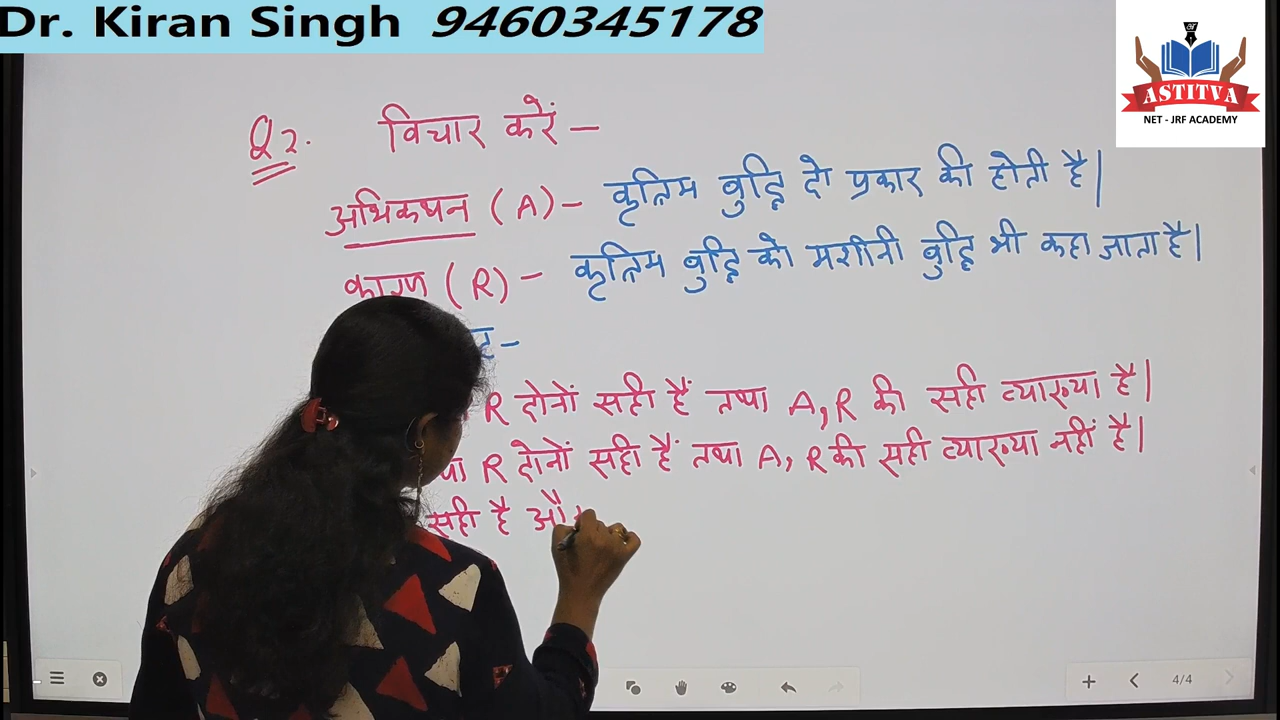 Dr. Kiran Singh 9460345178
ASTITVA
NET - JRF ACADEMY
Q2. विचार करें –
अभिकथन (A) – कृत्रिम बुद्धि दो प्रकार की होती है|
कारण (R) – कृत्रिम बुद्धि को मशीनी बुद्धि भी कहा जाता है|
R दोनों सही हैं तथा A, R की सही व्याख्या है|
R दोनों सही हैं तथा A, R की सही व्याख्या नहीं है|
सही है
4/4